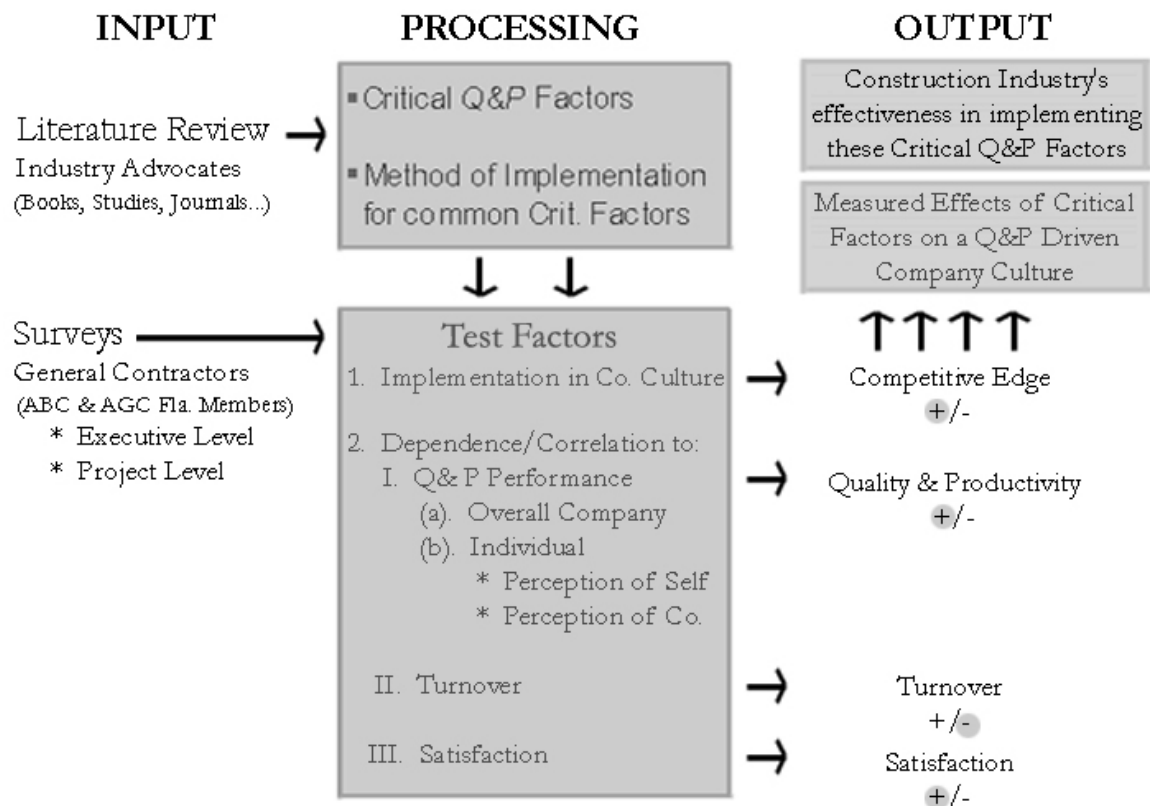 INPUT
PROCESSING
OUTPUT
Literature Review
Industry Advocates
(Books, Studies, Journals...)
▪ Critical Q&P Factors
▪ Method of Implementation
for common Crit. Factors
Construction Industry's
effectiveness in implementing
these Critical Q&P Factors
Measured Effects of Critical
Factors on a Q&P Driven
Company Culture
Surveys
General Contractors
(ABC & AGC Fla. Members)
* Executive Level
* Project Level
Test Factors
1. Implementation in Co. Culture
2. Dependence/Correlation to:
I. Q& P Performance
(a). Overall Company
(b). Individual
* Perception of Self
* Perception of Co.
II. Turnover
III. Satisfaction
Competitive Edge
+/-
Quality & Productivity
+/-
Turnover
+/-
Satisfaction
+/-